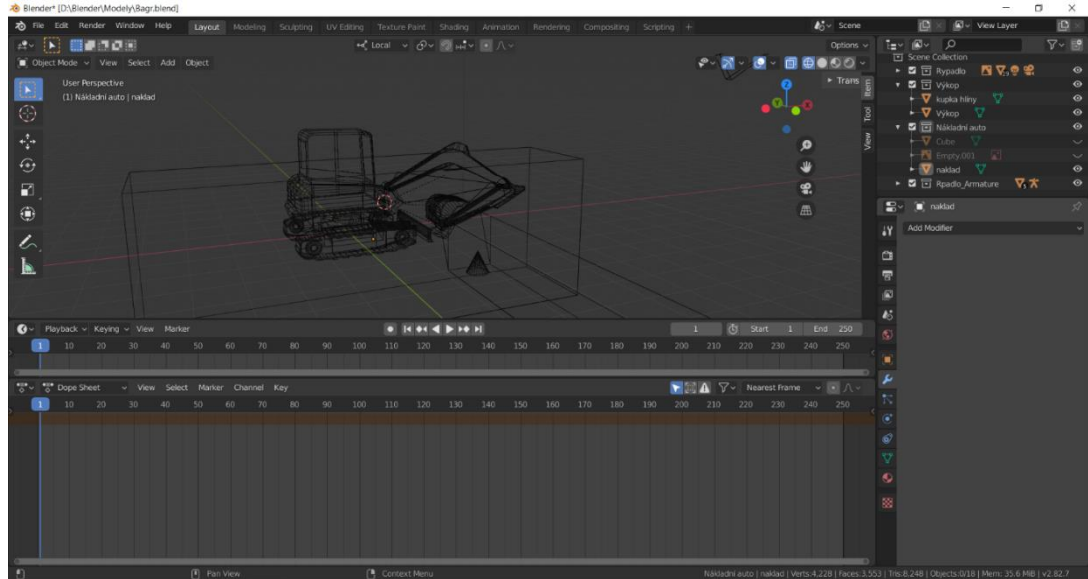 Blender* [D:\Blender\Modely\Bagr.blend]
File Edit Render Window Help Layout Modeling Sculpting UV Editing Texture Paint Shading Animation Rendering Compositing Scripting + Scene View Layer
Local Options
Object Mode View Select Add Object
User Perspective
(1) Nákladní auto | naklad
Trans
Item
Tool
View
Z
Y
X
Scene Collection
Rypadlo
Výkop
kupka hlíny
Výkop
Nákladní auto
Cube
Empty.001
naklad
Rpadlo_Armature
naklad
Add Modifier
Playback Keying View Marker 1 Start 1 End 250
1 10 20 30 40 50 60 70 80 90 100 110 120 130 140 150 160 170 180 190 200 210 220 230 240 250
Dope Sheet View Select Marker Channel Key Nearest Frame
1 10 20 30 40 50 60 70 80 90 100 110 120 130 140 150 160 170 180 190 200 210 220 230 240 250
Pan View Context Menu Nákladní auto | naklad | Verts:4,228 | Faces:3,553 | Tris:8,248 | Objects:0/18 | Mem: 35.6 MiB | v2.82.7